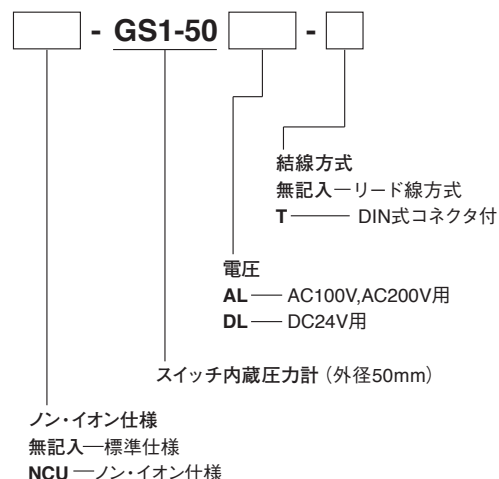 - GS1-50 -
結線方式
無記入―リード線方式
T――― DIN式コネクタ付
電圧
AL―― AC100V,AC200V用
DL―― DC24V用
スイッチ内蔵圧力計（外径50mm）
ノン・イオン仕様
無記入―標準仕様
NCU―ノン・イオン仕様